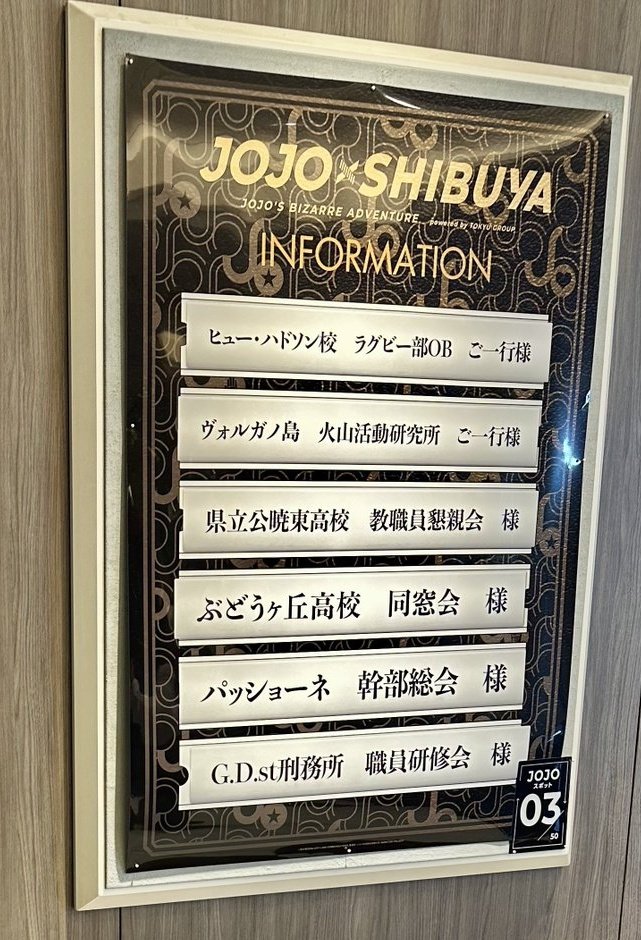 JOJO×SHIBUYA
JOJO'S BIZARRE ADVENTURE powered by TOKYU GROUP
INFORMATION
ヒュー・ハドソン校 ラグビー部OB ご一行様
ヴォルガノ島 火山活動研究所 ご一行様
県立公暁東高校 教職員懇親会 様
ぶどうヶ丘高校 同窓会 様
パッショーネ 幹部総会 様
G.D.st刑務所 職員研修会 様
JOJO
スポット
03
50